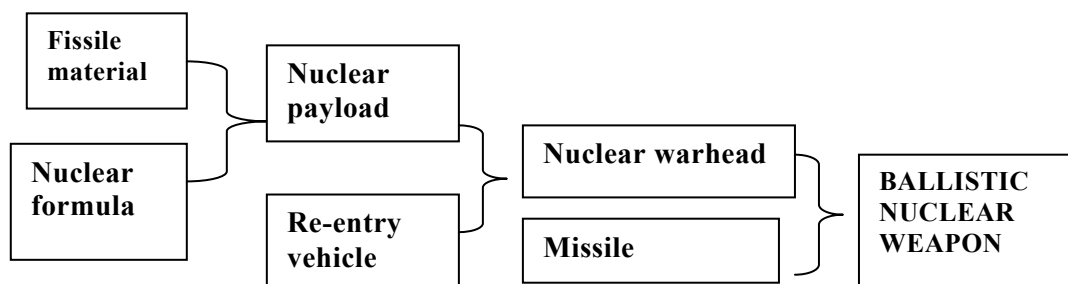 Fissile
material
Nuclear
formula
Nuclear
payload
Re-entry
vehicle
Nuclear warhead
Missile
BALLISTIC
NUCLEAR
WEAPON